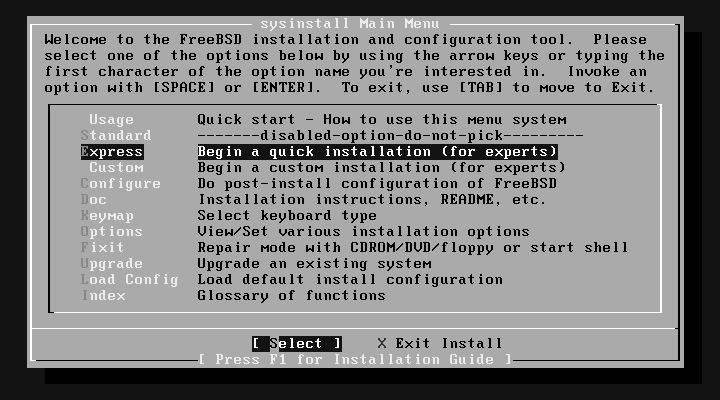 sysinstall Main Menu
Welcome to the FreeBSD installation and configuration tool.  Please
select one of the options below by using the arrow keys or typing the
first character of the option name you're interested in.  Invoke an
option with [SPACE] or [ENTER].  To exit, use [TAB] to move to Exit.
Usage Quick start - How to use this menu system
Standard -------disabled-option-do-not-pick---------
Express Begin a quick installation (for experts)
Custom Begin a custom installation (for experts)
Configure Do post-install configuration of FreeBSD
Doc Installation instructions, README, etc.
Keymap Select keyboard type
Options View/Set various installation options
Fixit Repair mode with CDROM/DVD/floppy or start shell
Upgrade Upgrade an existing system
Load Config Load default install configuration
Index Glossary of functions
[ Select ] X Exit Install
[ Press F1 for Installation Guide ]